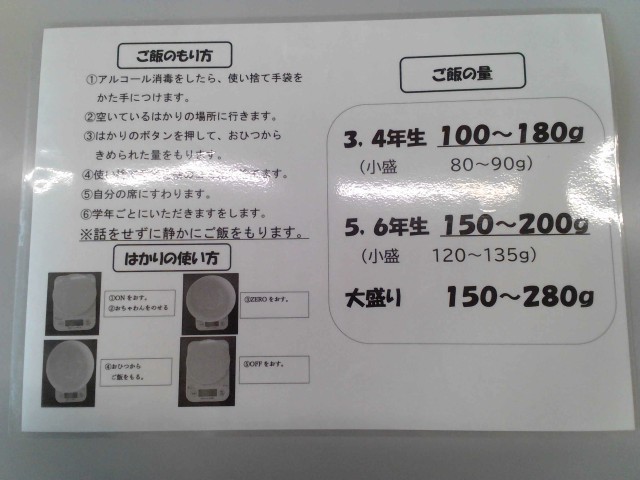 ご飯のもり方
①アルコール消毒をしたら、使い捨て手袋を
かた手につけます。
②空いているはかりの場所に行きます。
③はかりのボタンを押して、おひつから
きめられた量をもります。
④使い捨て
てます。
⑤自分の席にすわります。
⑥学年ごとにいただきますをします。
※話をせずに静かにご飯をもります。
はかりの使い方
①ONをおす。
②おちゃわんをのせる
③ZEROをおす。
④おひつから
ご飯をもる。
⑤OFFをおす。
ご飯の量
3，4年生 100～180g
（小盛 80～90g）
5，6年生 150～200g
（小盛 120～135g）
大盛り 150～280g